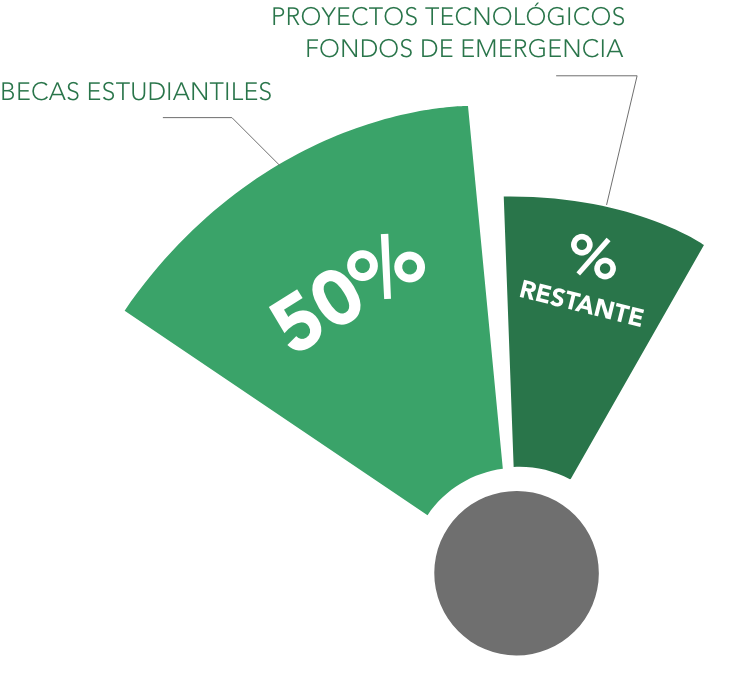 PROYECTOS TECNOLÓGICOS
FONDOS DE EMERGENCIA
BECAS ESTUDIANTILES
50%
%
RESTANTE